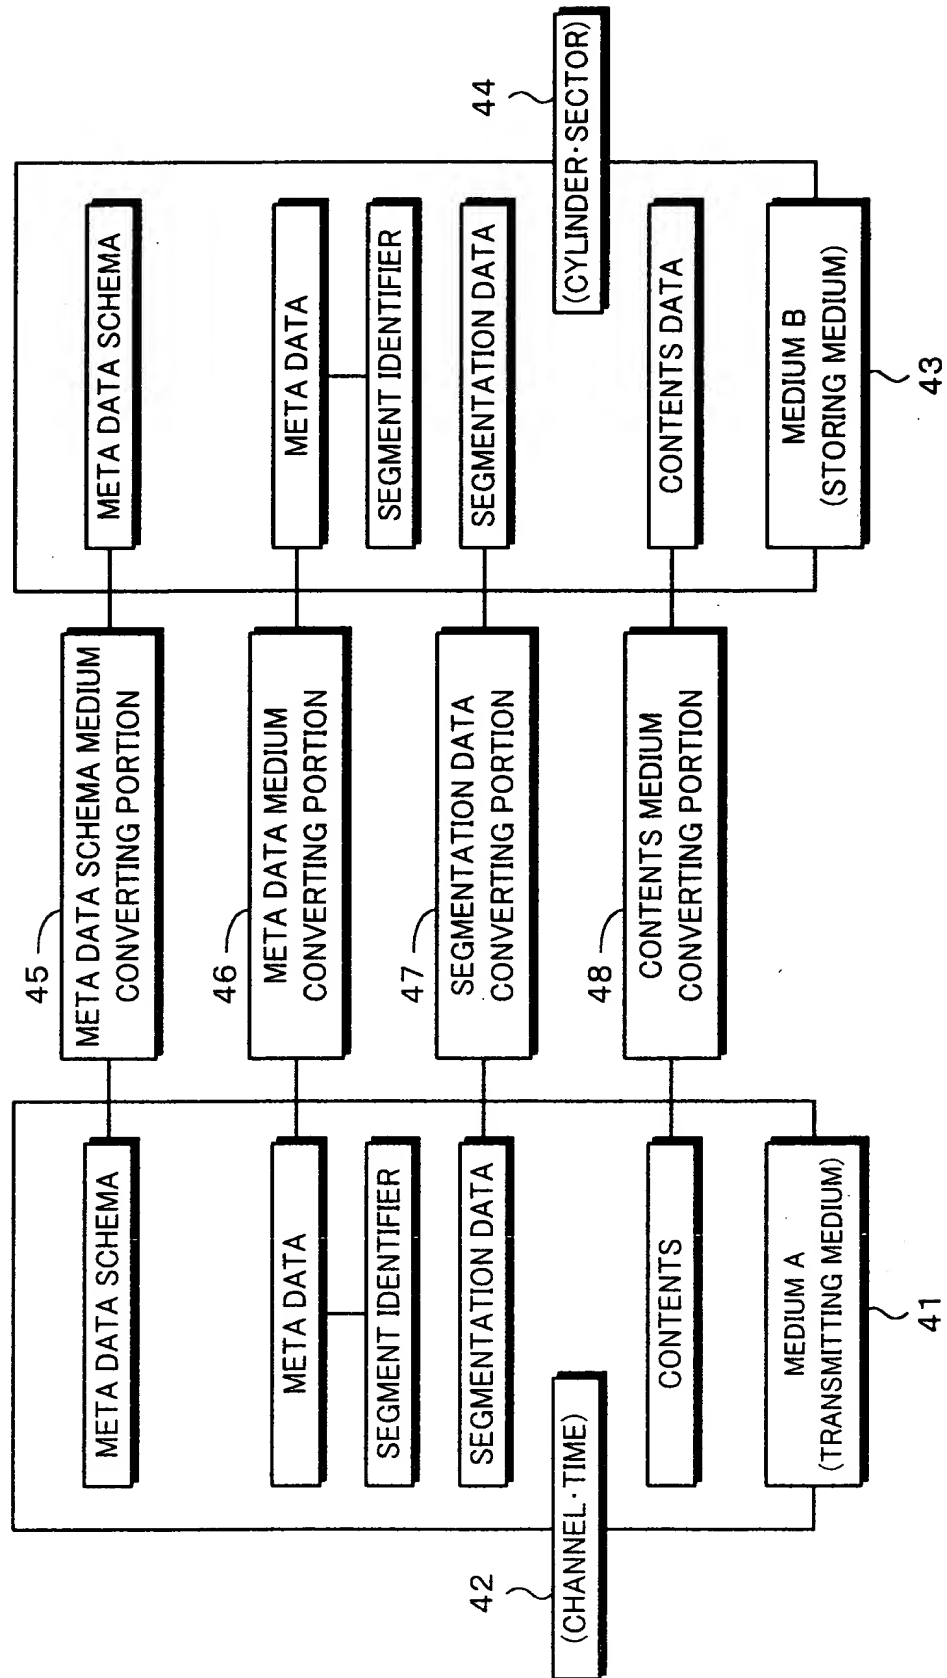 META DATA SCHEMA
META DATA
SEGMENT IDENTIFIER
SEGMENTATION DATA
(CHANNEL·TIME)
42
CONTENTS
MEDIUM A
(TRANSMITTING MEDIUM)
41
45
META DATA SCHEMA MEDIUM
CONVERTING PORTION
46
META DATA MEDIUM
CONVERTING PORTION
47
SEGMENTATION DATA
CONVERTING PORTION
48
CONTENTS MEDIUM
CONVERTING PORTION
META DATA SCHEMA
META DATA
SEGMENT IDENTIFIER
SEGMENTATION DATA
44
(CYLINDER·SECTOR)
CONTENTS DATA
MEDIUM B
(STORING MEDIUM)
43